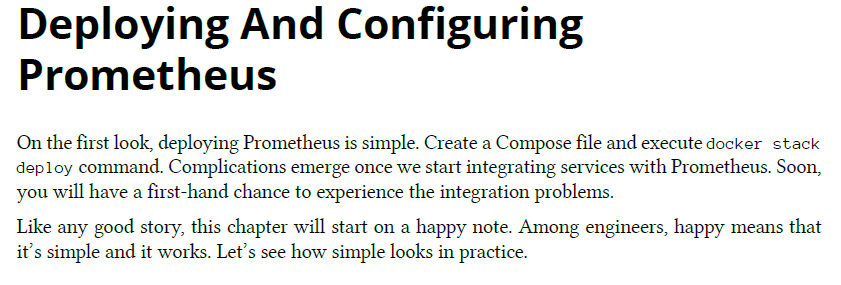 Deploying And Configuring
Prometheus
On the first look, deploying Prometheus is simple. Create a Compose file and execute docker stack
deploy command. Complications emerge once we start integrating services with Prometheus. Soon,
you will have a first-hand chance to experience the integration problems.
Like any good story, this chapter will start on a happy note. Among engineers, happy means that
it’s simple and it works. Let’s see how simple looks in practice.